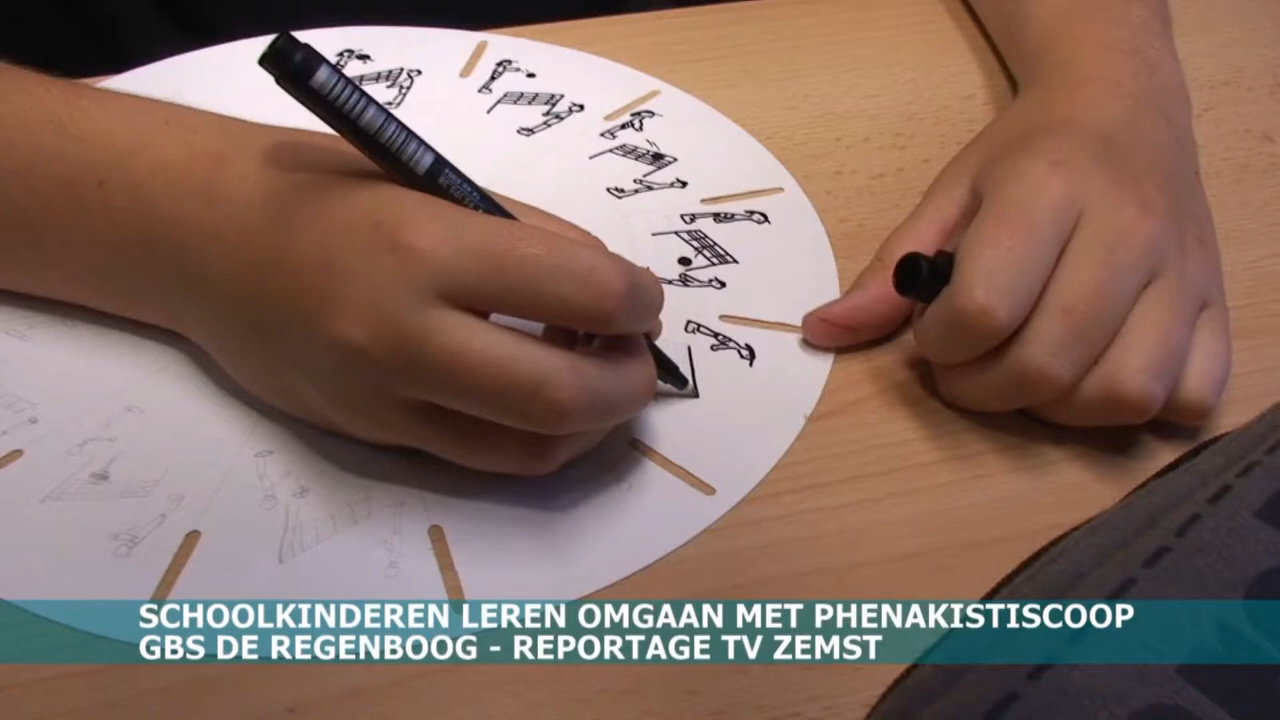 SCHOOLKINDEREN LEREN OMGAAN MET PHENAKISTISCOOP
GBS DE REGENBOOG - REPORTAGE TV ZEMST